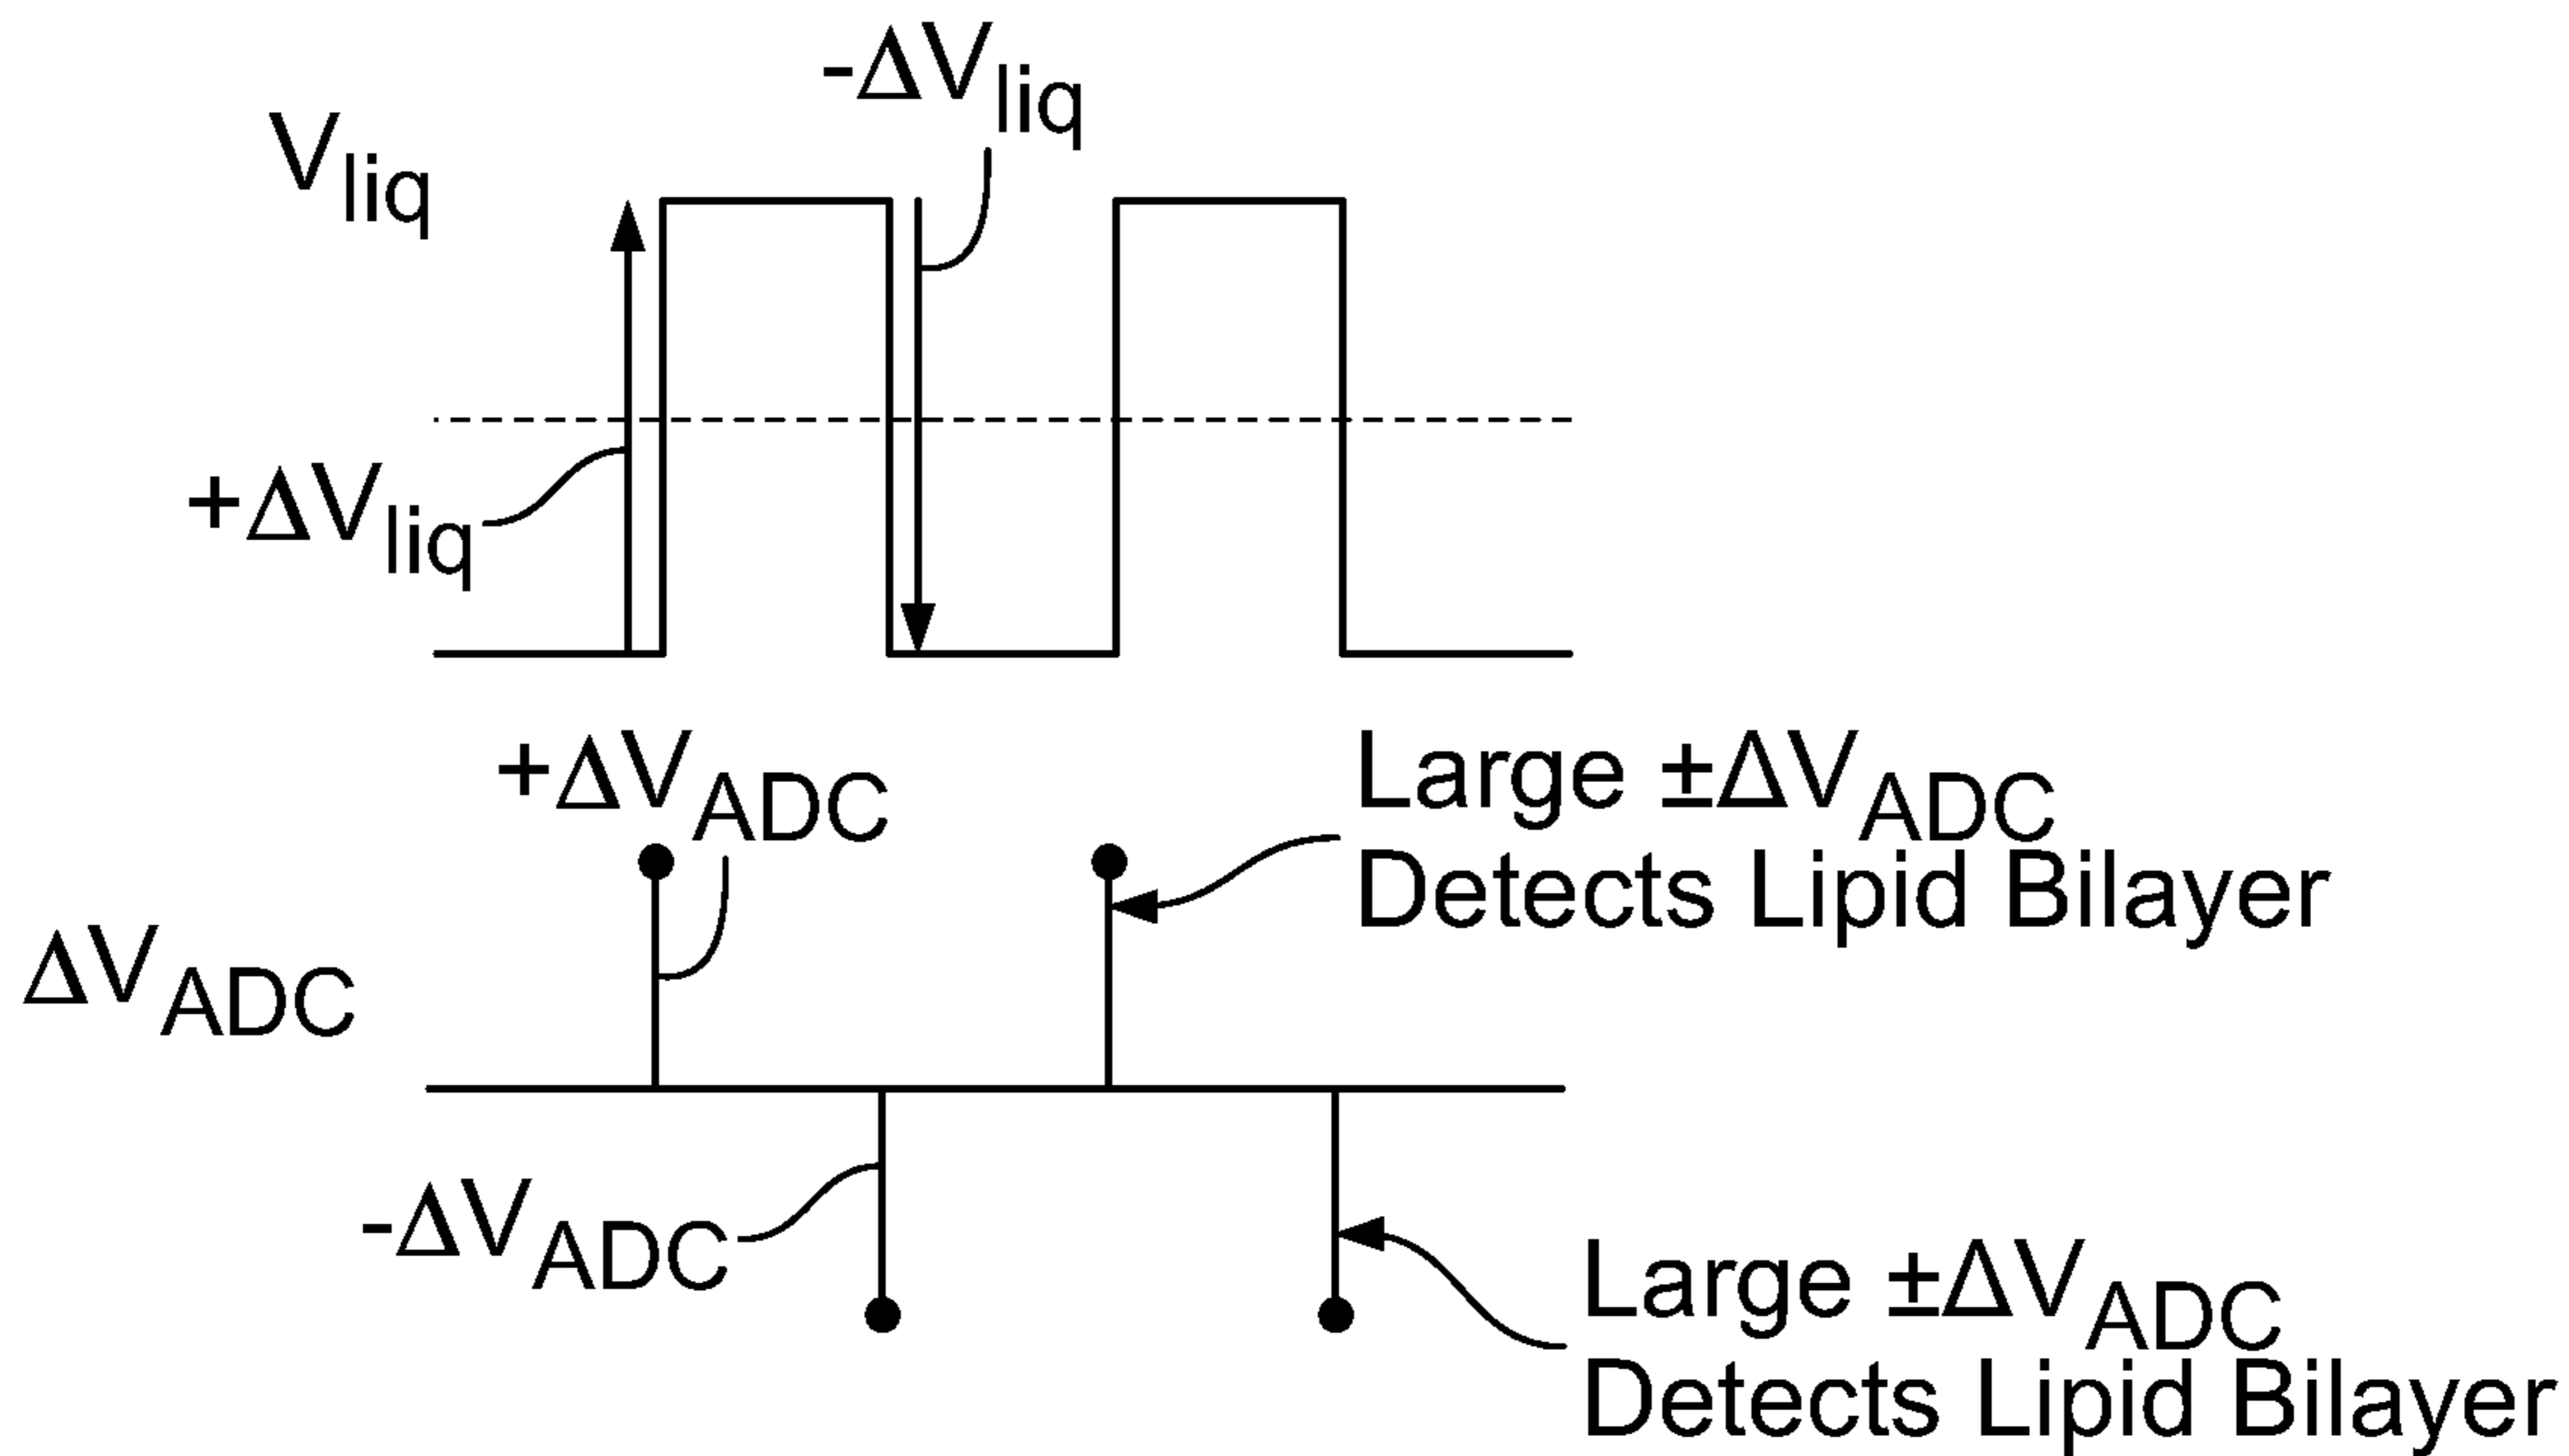 -ΔVliq
Vliq
+ΔVliq
+ΔVADC
Large ±ΔVADC
Detects Lipid Bilayer
ΔVADC
-ΔVADC
Large ±ΔVADC
Detects Lipid Bilayer